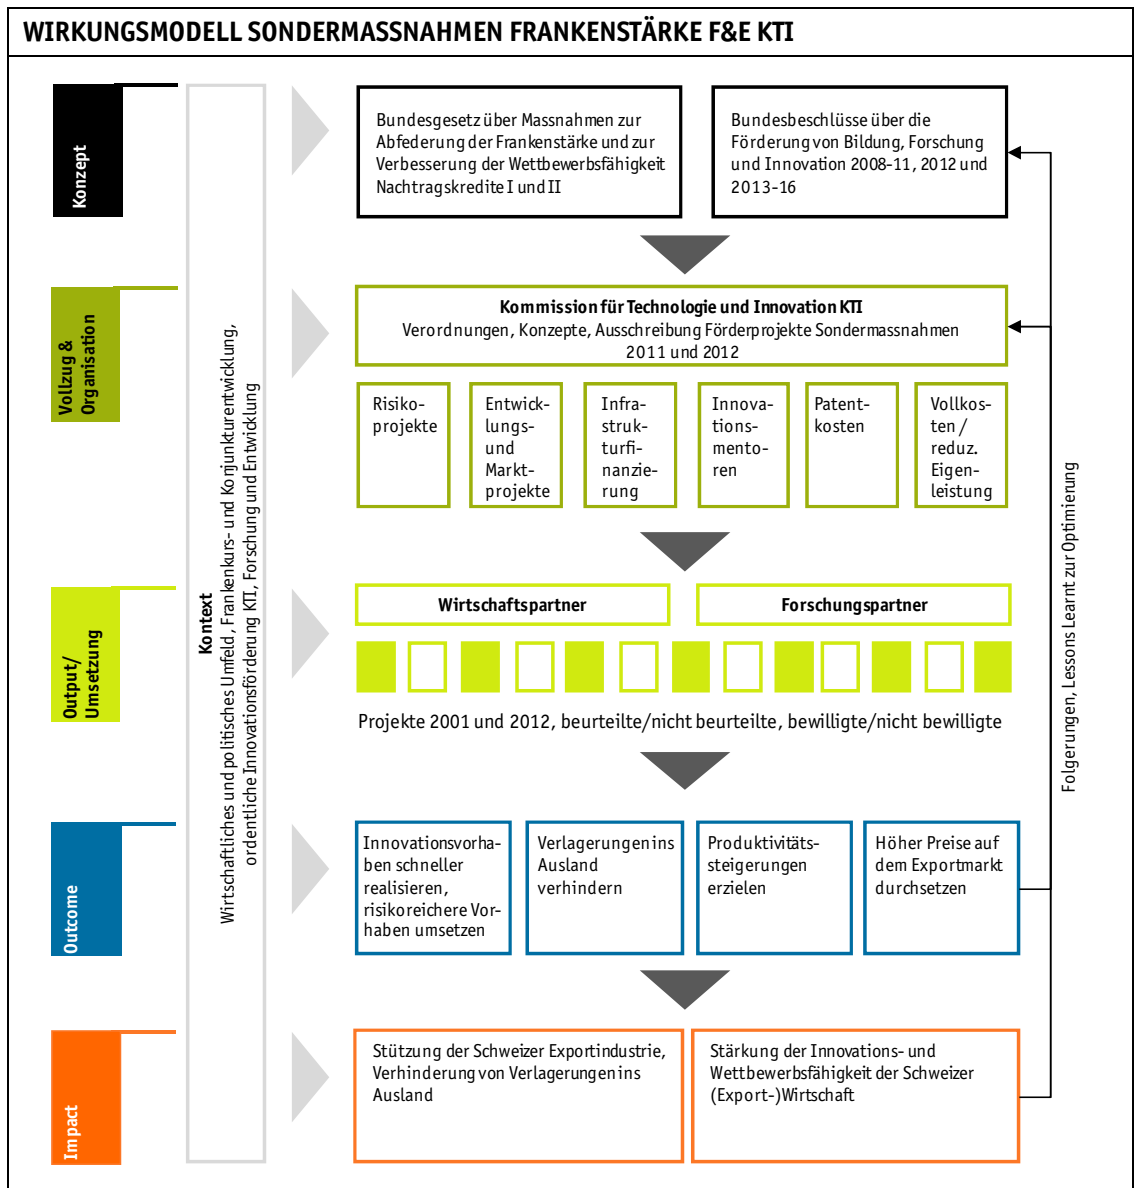 WIRKUNGSMODELL SONDERMASSNAHMEN FRANKENSTÄRKE F&E KTI
Konzept
Bundesgesetz über Massnahmen zur
Abfederung der Frankenstärke und zur
Verbesserung der Wettbewerbsfähigkeit
Nachtragskredite I und II
Bundesbeschlüsse über die
Förderung von Bildung, Forschung
und Innovation 2008-11, 2012 und
2013-16
Vollzug &
Organisation
Kommission für Technologie und Innovation KTI
Verordnungen, Konzepte, Ausschreibung Förderprojekte Sondermassnahmen
2011 und 2012
Risiko-
projekte
Entwick-
lungs-
und
Markt-
projekte
Infra-
struk-
turfi-
nanzie-
rung
Innova-
tions-
mento-
ren
Patent-
kosten
Vollkos-
ten /
reduz.
Eigen-
leistung
Kontext
Wirtschaftliches und politisches Umfeld, Frankenkurs- und Konjunkturentwicklung,
ordentliche Innovationsförderung KTI, Forschung und Entwicklung
Output/
Umsetzung
Wirtschaftspartner
Forschungspartner
Projekte 2001 und 2012, beurteilte/nicht beurteilte, bewilligte/nicht bewilligte
Folgerungen, Lessons Learnt zur Optimierung
Outcome
Innovationsvorha-
ben schneller
realisieren,
risikoreichere Vor-
haben umsetzen
Verlagerungen ins
Ausland
verhindern
Produktivitäts-
steigerungen
erzielen
Höher Preise auf
dem Exportmarkt
durchsetzen
Impact
Stützung der Schweizer Exportindustrie,
Verhinderung von Verlagerungen ins
Ausland
Stärkung der Innovations- und
Wettbewerbsfähigkeit der Schweizer
(Export-)Wirtschaft